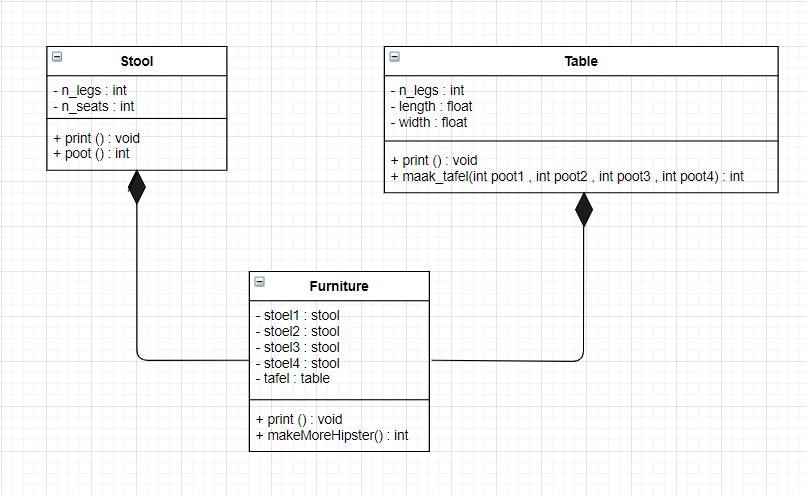 Stool
- n_legs : int
- n_seats : int
+ print () : void
+ poot () : int
Table
- n_legs : int
- length : float
- width : float
+ print () : void
+ maak_tafel(int poot1 , int poot2 , int poot3 , int poot4) : int
Furniture
- stoel1 : stool
- stoel2 : stool
- stoel3 : stool
- stoel4 : stool
- tafel : table
+ print () : void
+ makeMoreHipster() : int